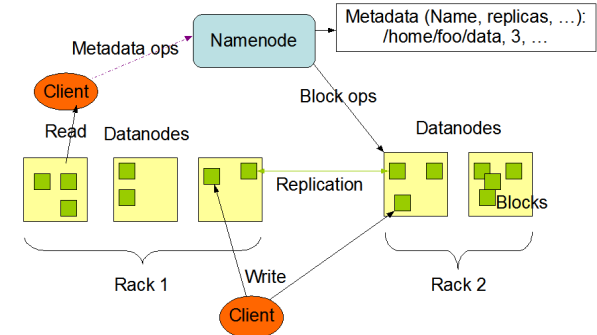 Metadata (Name, replicas, …):
/home/foo/data, 3, …
Namenode
Metadata ops
Client
Block ops
Read
Datanodes
Datanodes
Replication
Blocks
Rack 1
Write
Rack 2
Client